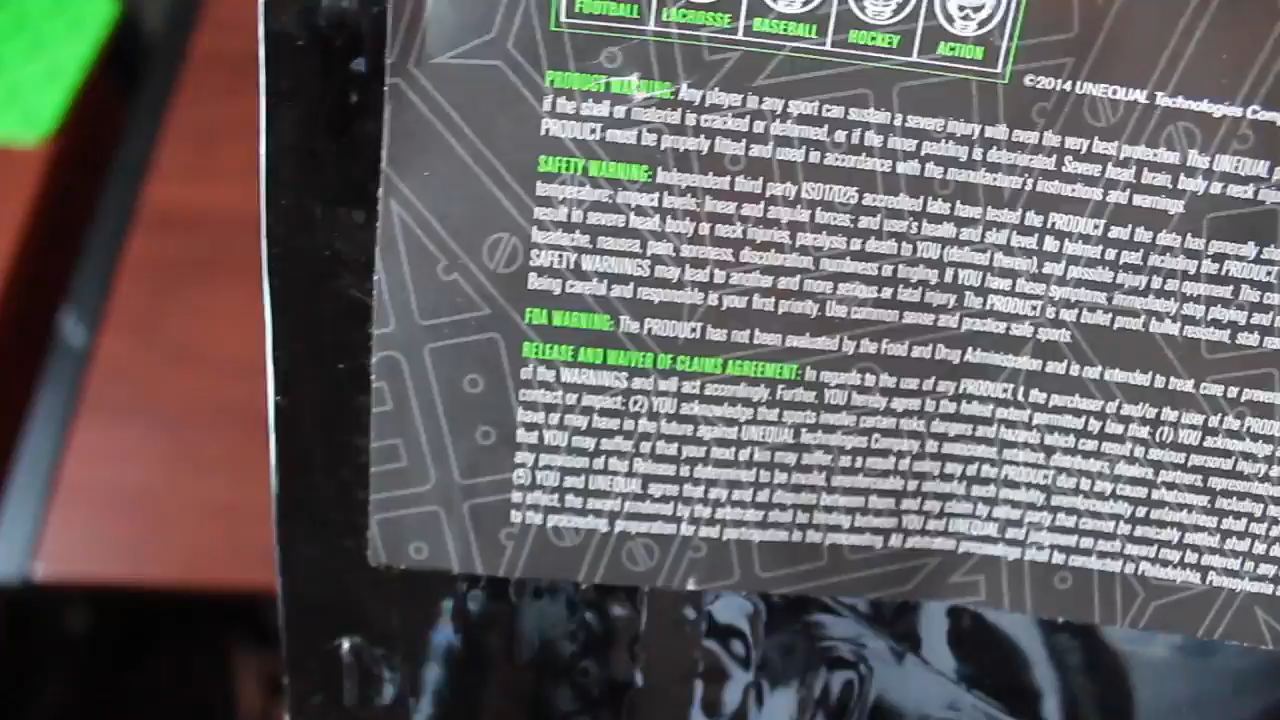 FOOTBALL LACROSSE BASEBALL HOCKEY ACTION
©2014 UNEQUAL Technologies
PRODUCT WARNING: Any player in any sport can sustain a severe injury with even the very best protection. This UNEQUAL
if the shell or material is cracked or deformed, or if the inner padding is deteriorated. Severe head, brain, body or neck
PRODUCT must be properly fitted and used in accordance with the manufacturer's instructions and warnings.
SAFETY WARNING: Independent third party ISO17025 accredited labs have tested the PRODUCT and the data has generally
temperature; impact levels; linear and angular forces; and user's health and skill level. No helmet or pad, including the PRODUCT
result in severe head, body or neck injuries, paralysis or death to YOU (defined therein), and possible injury to an opponent. This
headache, nausea, pain, soreness, discoloration, numbness or tingling. If YOU have these symptoms, immediately stop playing and
SAFETY WARNINGS may lead to another and more serious or fatal injury. The PRODUCT is not bullet proof, bullet resistant, stab
Being careful and responsible is your first priority. Use common sense and practice safe sports.
FDA WARNING: The PRODUCT has not been evaluated by the Food and Drug Administration and is not intended to treat, cure or
RELEASE AND WAIVER OF CLAIMS AGREEMENT: In regards to the use of any PRODUCT I, the purchaser of and/or the user of the
of the WARNINGS and will act accordingly. Further, YOU hereby agree to the fullest extent permitted by law that: (1) YOU acknowledge
contact or impact; (2) YOU acknowledge that sports involve certain risks, dangers and hazards which can result in serious personal injury
have or may have in the future against UNEQUAL Technologies Company, its associates, retailers, distributors, dealers, partners,
that YOU may suffer, or that your next of kin may suffer, as a result of using any of the PRODUCT due to any cause whatsoever, including
any provision of this Release is determined to be invalid, unenforceable or unlawful, such invalidity, unenforceability or unlawfulness shall not
(5) YOU and UNEQUAL agree that any and all disputes between them and any claim by either party that cannot be amicably settled, shall be
in effect, the award rendered by the arbitrator shall be binding between YOU and UNEQUAL, and judgment on such award may be entered in any
to the proceeding, preparation for and participation in the proceeding. All arbitration proceedings shall be conducted in Philadelphia, Pennsylvania